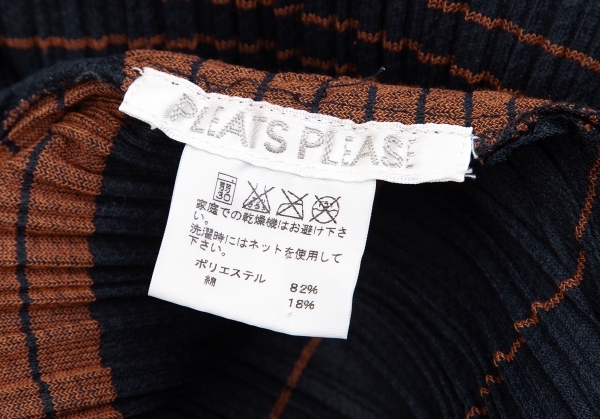 PLEATS PLEASE
家庭での乾燥機はお避け下さ
い。
洗濯時にはネットを使用して
下さい。
ポリエステル 82%
綿 18%